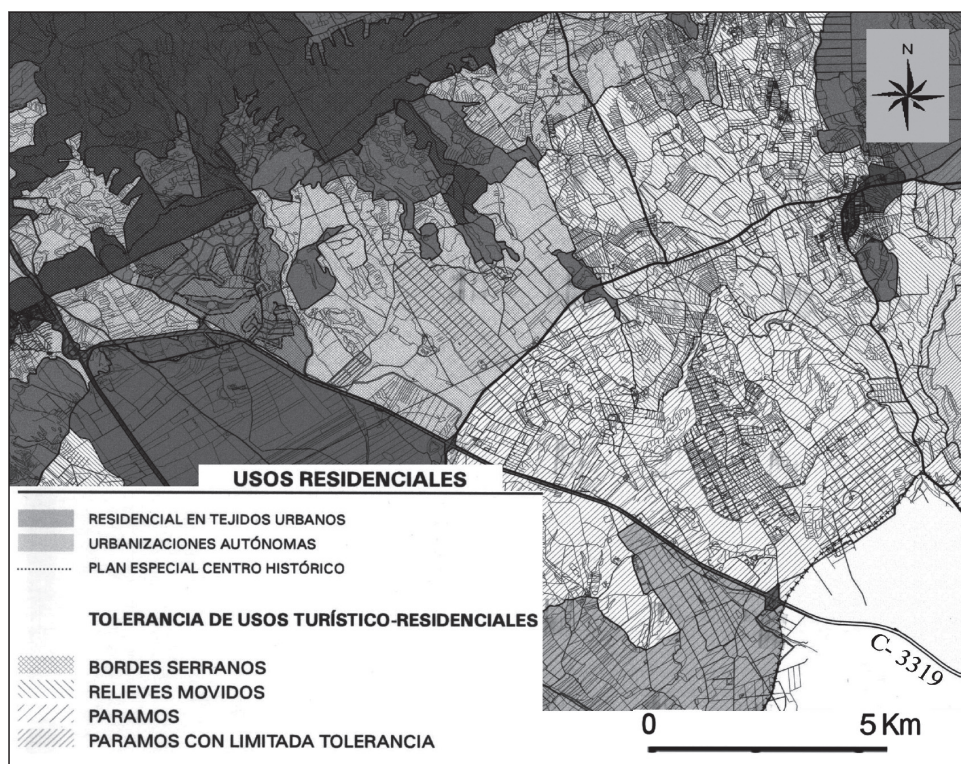 N
USOS RESIDENCIALES
RESIDENCIAL EN TEJIDOS URBANOS
URBANIZACIONES AUTÓNOMAS
PLAN ESPECIAL CENTRO HISTÓRICO
TOLERANCIA DE USOS TURÍSTICO-RESIDENCIALES
BORDES SERRANOS
RELIEVES MOVIDOS
PARAMOS
PARAMOS CON LIMITADA TOLERANCIA
C- 3319
0 5 Km